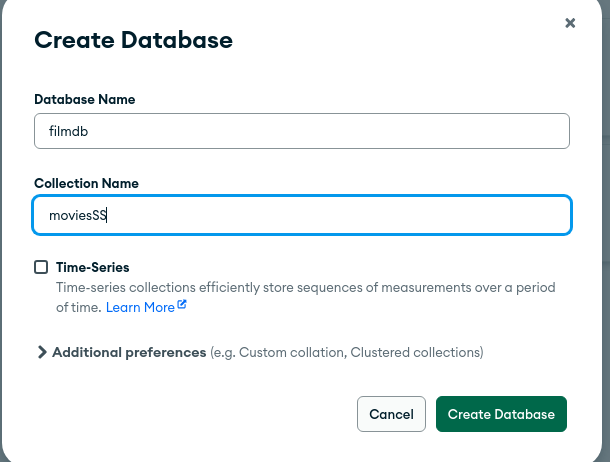 Create Database
Database Name
filmdb
Collection Name
moviesSS
Time-Series
Time-series collections efficiently store sequences of measurements over a period
of time. Learn More
Additional preferences (e.g. Custom collation, Clustered collections)
Cancel
Create Database